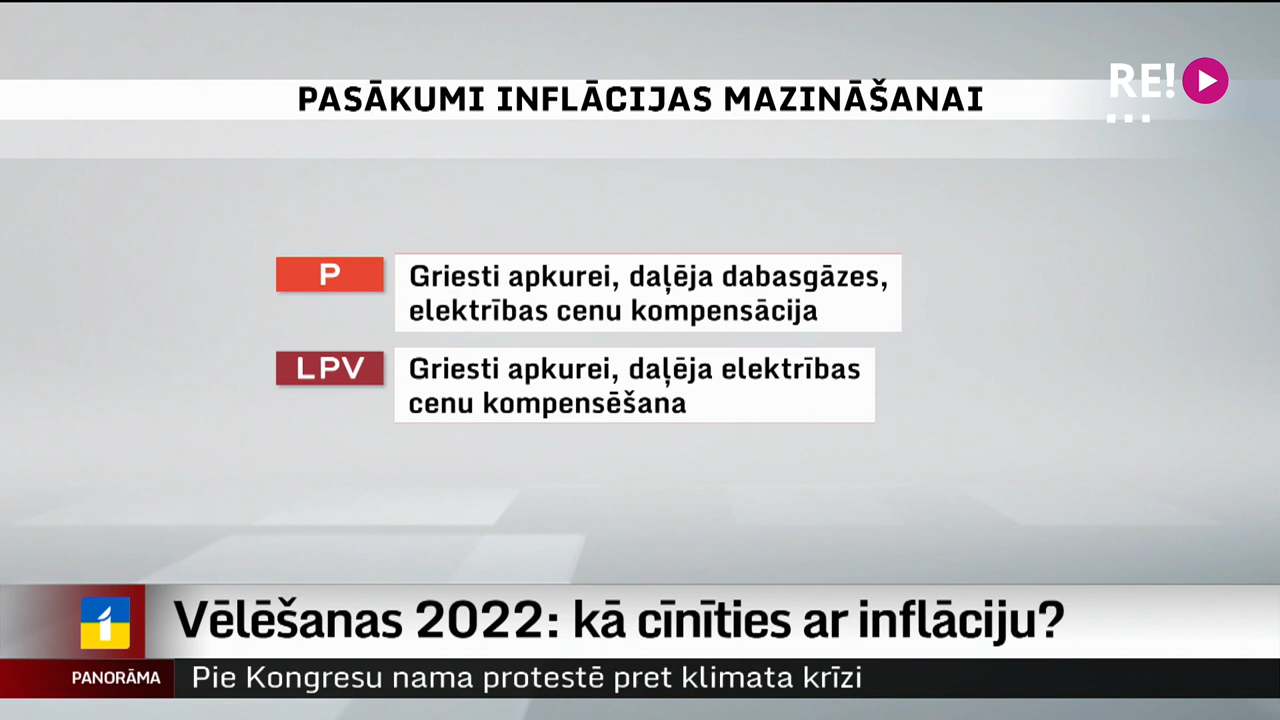 PASĀKUMI INFLĀCIJAS MAZINĀŠANAI
RE!
P
Griesti apkurei, daļēja dabasgāzes,
elektrības cenu kompensācija
LPV
Griesti apkurei, daļēja elektrības
cenu kompensēšana
1
Vēlēšanas 2022: kā cīnīties ar inflāciju?
PANORĀMA
Pie Kongresu nama protestē pret klimata krīzi